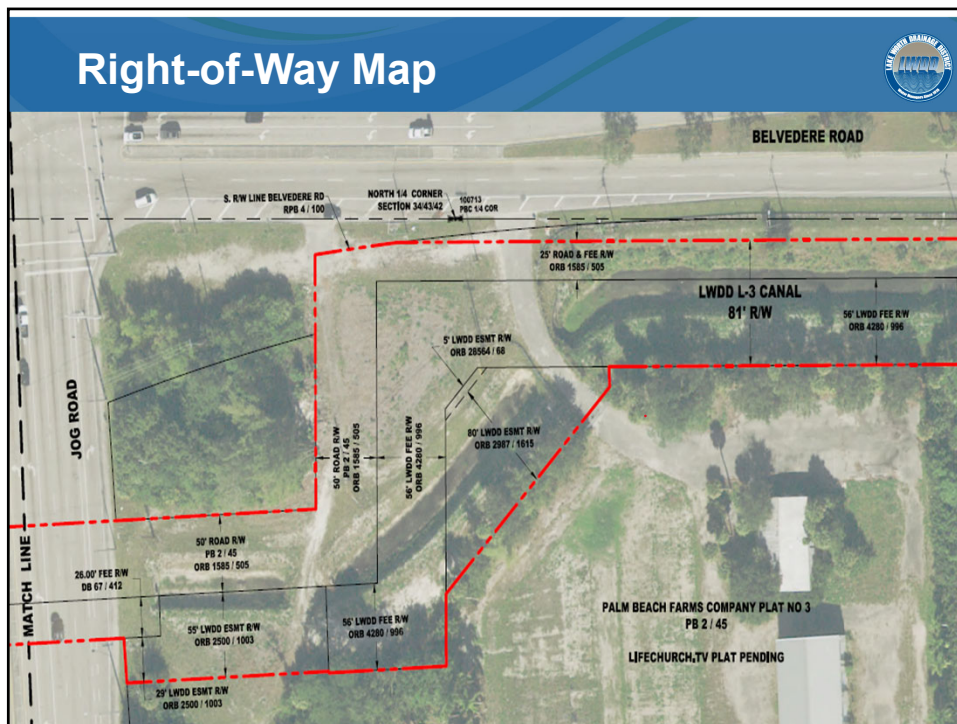 Right-of-Way Map
LAKE WORTH DRAINAGE DISTRICT
LWDD
BELVEDERE ROAD
S. R/W LINE BELVEDERE RD
RPB 4 / 100
NORTH 1/4 CORNER
SECTION 34/43/42
100713
PBC 1/4 COR
25' ROAD & FEE R/W
ORB 1585 / 505
LWDD L-3 CANAL
81' R/W
56' LWDD FEE R/W
ORB 4280 / 996
5' LWDD ESMT R/W
ORB 28564 / 68
JOG ROAD
50' ROAD R/W
PB 2 / 45
ORB 1585 / 505
56' LWDD FEE R/W
ORB 4280 / 996
80' LWDD ESMT R/W
ORB 2987 / 1615
MATCH LINE
50' ROAD R/W
PB 2 / 45
ORB 1585 / 505
26.00' FEE R/W
DB 67 / 412
55' LWDD ESMT R/W
ORB 2500 / 1003
56' LWDD FEE R/W
ORB 4280 / 996
29' LWDD ESMT R/W
ORB 2500 / 1003
PALM BEACH FARMS COMPANY PLAT NO 3
PB 2 / 45
LIFECHURCH.TV PLAT PENDING